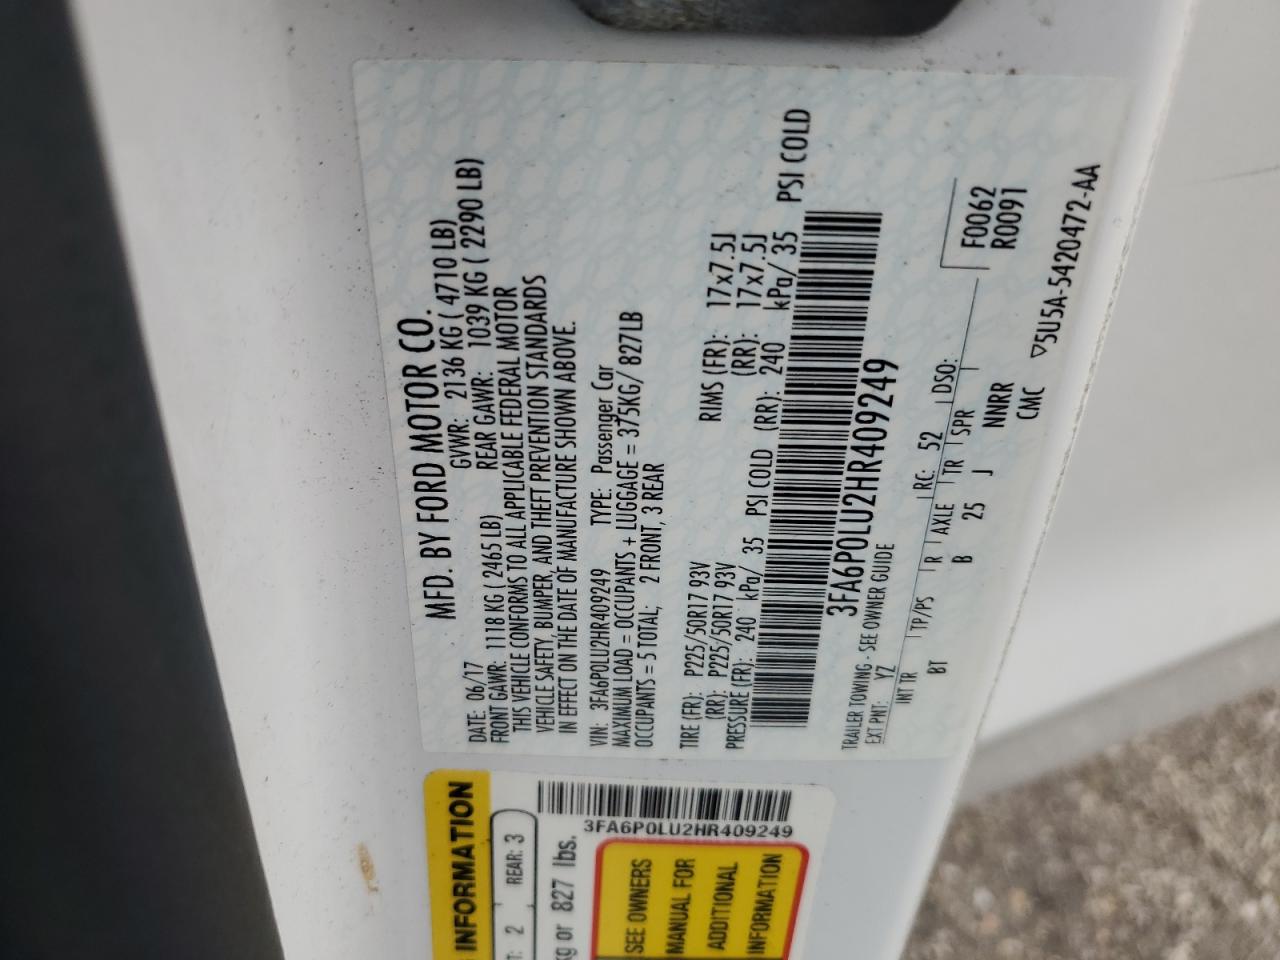 MFD. BY FORD MOTOR CO.
DATE: 06/17 GVWR: 2136 KG ( 4710 LB)
FRONT GAWR: 1118 KG ( 2465 LB) REAR GAWR: 1039 KG ( 2290 LB)
THIS VEHICLE CONFORMS TO ALL APPLICABLE FEDERAL MOTOR
VEHICLE SAFETY, BUMPER, AND THEFT PREVENTION STANDARDS
IN EFFECT ON THE DATE OF MANUFACTURE SHOWN ABOVE.
VIN: 3FA6P0LU2HR409249 TYPE: Passenger Car
MAXIMUM LOAD = OCCUPANTS + LUGGAGE = 375KG/ 827LB
OCCUPANTS = 5 TOTAL; 2 FRONT, 3 REAR
TIRE (FR): P225/50R17 93V RIMS (FR): 17x7.5J
(RR): P225/50R17 93V (RR): 17x7.5J
PRESSURE (FR): 240 kPa/ 35 PSI COLD (RR): 240 kPa/ 35 PSI COLD
3FA6P0LU2HR409249
TRAILER TOWING - SEE OWNER GUIDE
EXT PNT: YZ RC: 52 DSO:
F0062
R0091
INT TR TP/PS R AXLE TR SPR
BT B 25 J NNRR
CMC ▽5U5A-5420472-AA
INFORMATION
2 REAR: 3
kg or 827 lbs.
3FA6P0LU2HR409249
SEE OWNERS
MANUAL FOR
ADDITIONAL
INFORMATION